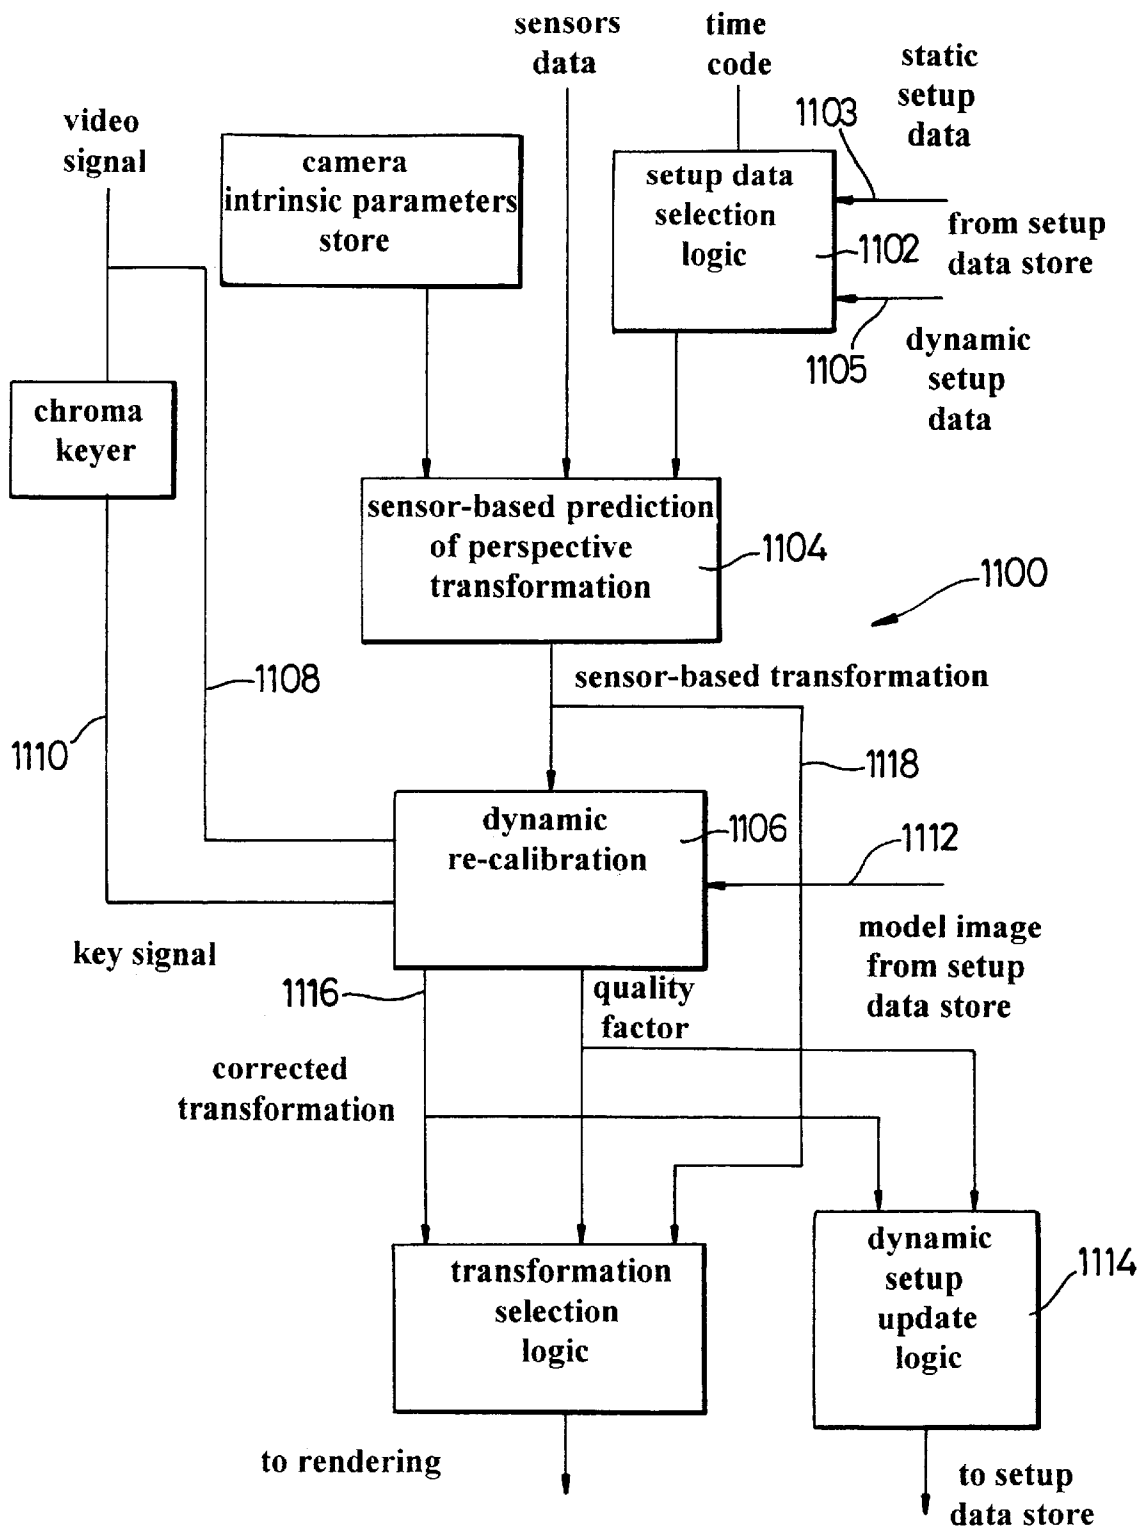 sensors
data
time
code
static
setup
data
1103
video
signal
camera
intrinsic parameters
store
setup data
selection
logic
1102
from setup
data store
1105
dynamic
setup
data
chroma
keyer
sensor-based prediction
of perspective
transformation
1104
1100
sensor-based transformation
1108
1110
1118
dynamic
re-calibration
1106
1112
key signal
model image
from setup
data store
1116
quality
factor
corrected
transformation
transformation
selection
logic
dynamic
setup
update
logic
1114
to rendering
to setup
data store